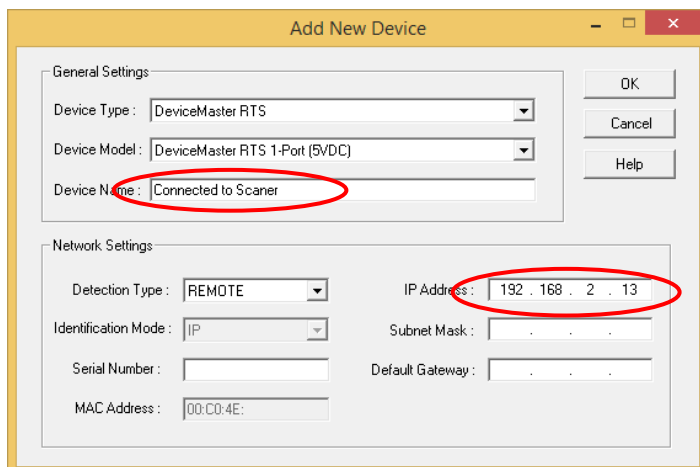 Add New Device
General Settings
Device Type : DeviceMaster RTS
Device Model : DeviceMaster RTS 1-Port (5VDC)
Device Name : Connected to Scaner
OK
Cancel
Help
Network Settings
Detection Type : REMOTE
Identification Mode : IP
Serial Number :
MAC Address : 00:C0:4E:
IP Address : 192 . 168 . 2 . 13
Subnet Mask : . . .
Default Gateway : . . .